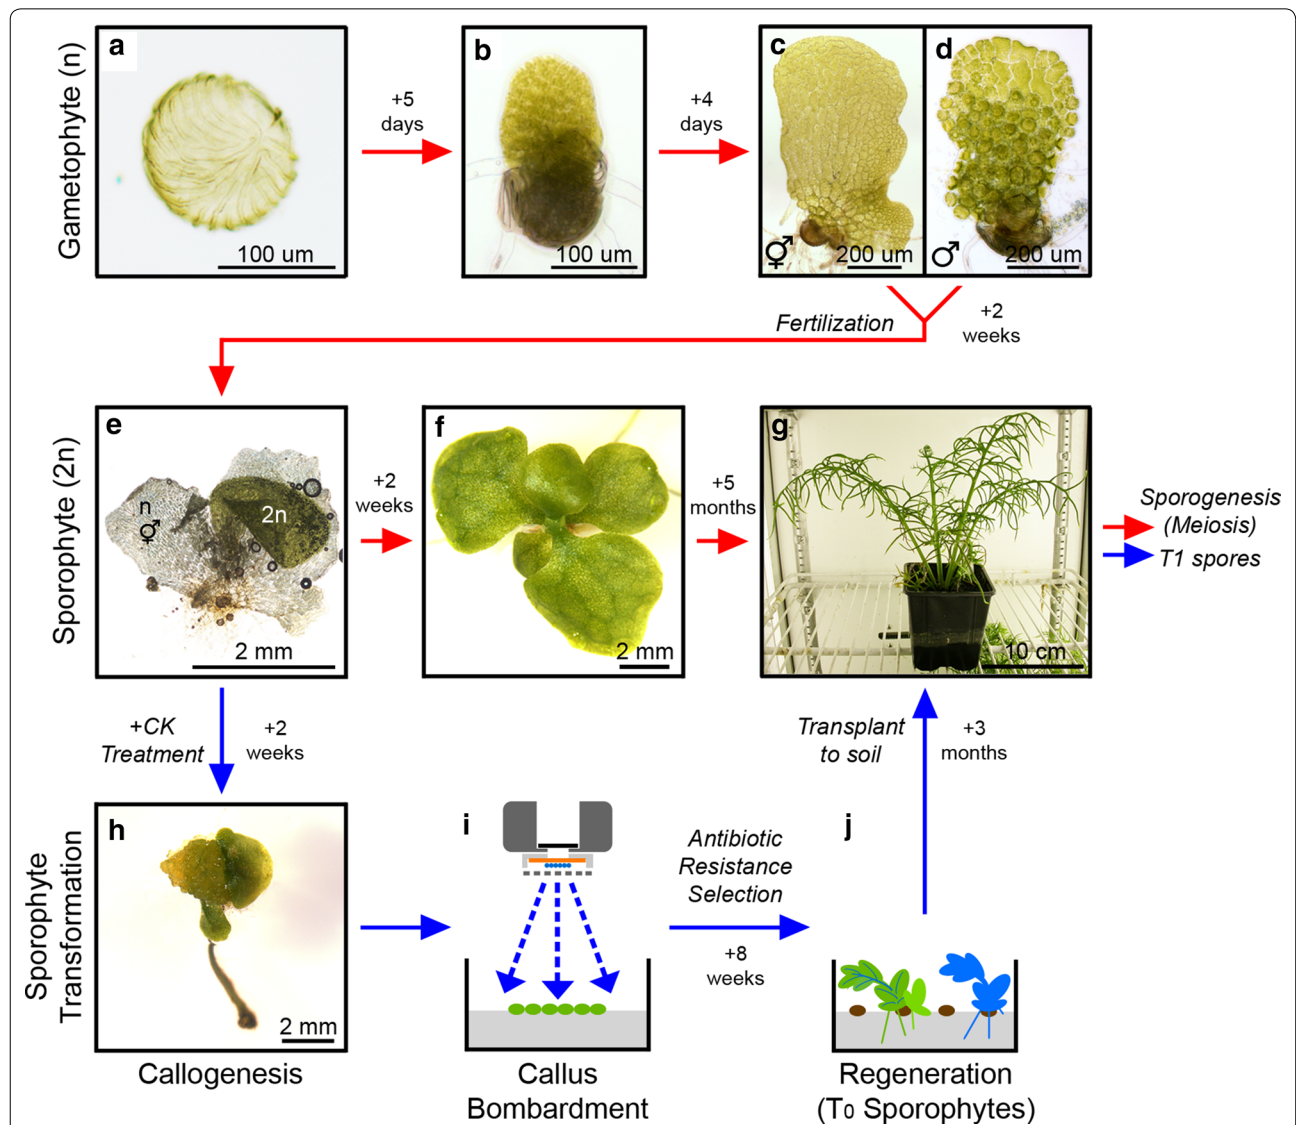 Gametophyte (n)
a
100 um
+5
days
b
100 um
+4
days
c
⚥
200 um
d
♂
200 um
Fertilization
+2
weeks
Sporophyte (2n)
e
n
⚥
2n
2 mm
+2
weeks
f
2 mm
+5
months
g
10 cm
Sporogenesis
(Meiosis)
T1 spores
+CK
Treatment
+2
weeks
Transplant
to soil
+3
months
Sporophyte
Transformation
h
2 mm
Callogenesis
i
Callus
Bombardment
Antibiotic
Resistance
Selection
+8
weeks
j
Regeneration
(T0 Sporophytes)